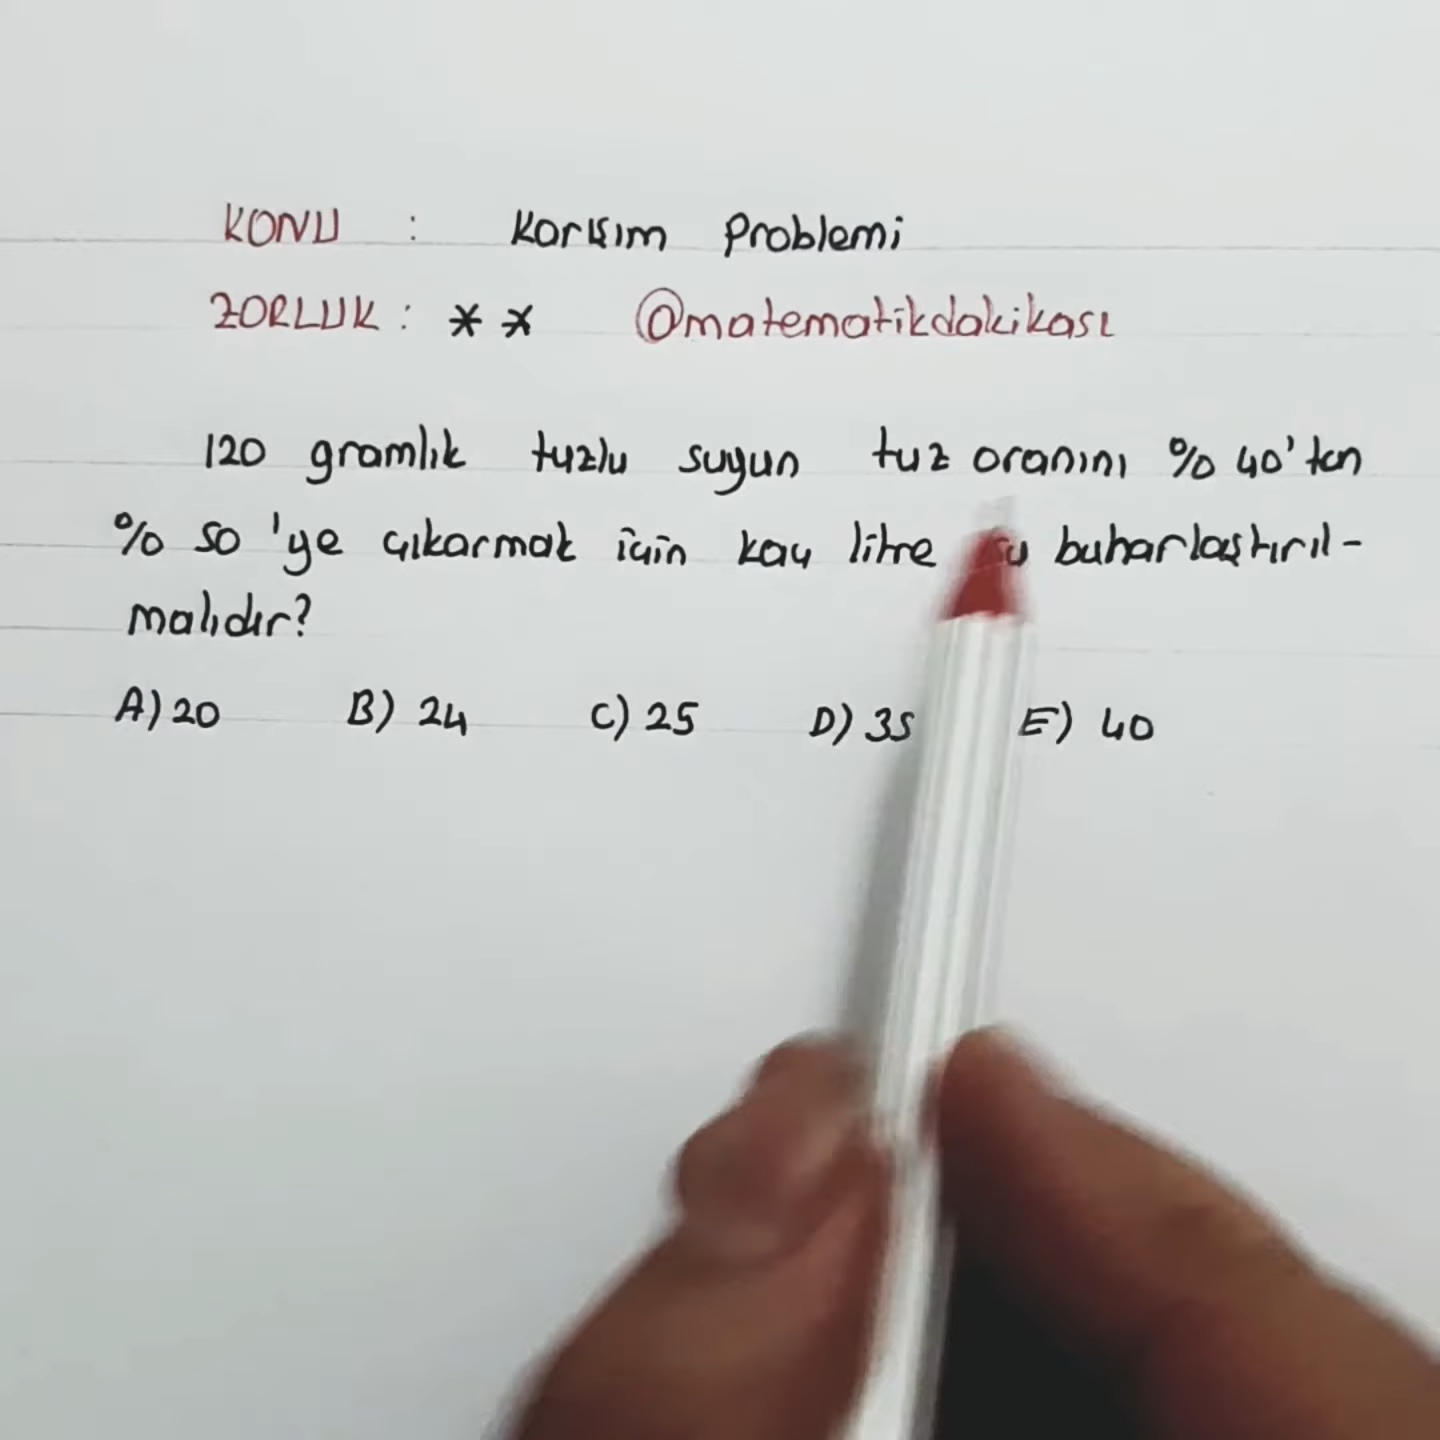 KONU : Karışım Problemi
ZORLUK : ** @matematikdakikası
120 gramlık tuzlu suyun tuz oranını % 40'tan
% 50 'ye çıkarmak için kaç litre su buharlaştırıl-
malıdır?
A) 20 B) 24 C) 25 D) 35 E) 40